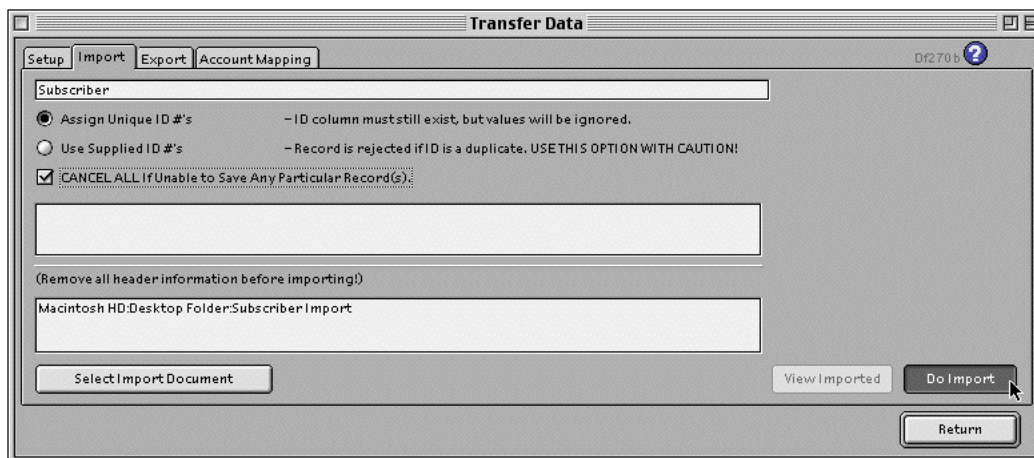 Transfer Data
Setup Import Export Account Mapping Df270b ?
Subscriber
Assign Unique ID #'s – ID column must still exist, but values will be ignored.
Use Supplied ID #'s – Record is rejected if ID is a duplicate. USE THIS OPTION WITH CAUTION!
CANCEL ALL If Unable to Save Any Particular Record(s).
(Remove all header information before importing!)
Macintosh HD:Desktop Folder:Subscriber Import
Select Import Document View Imported Do Import
Return